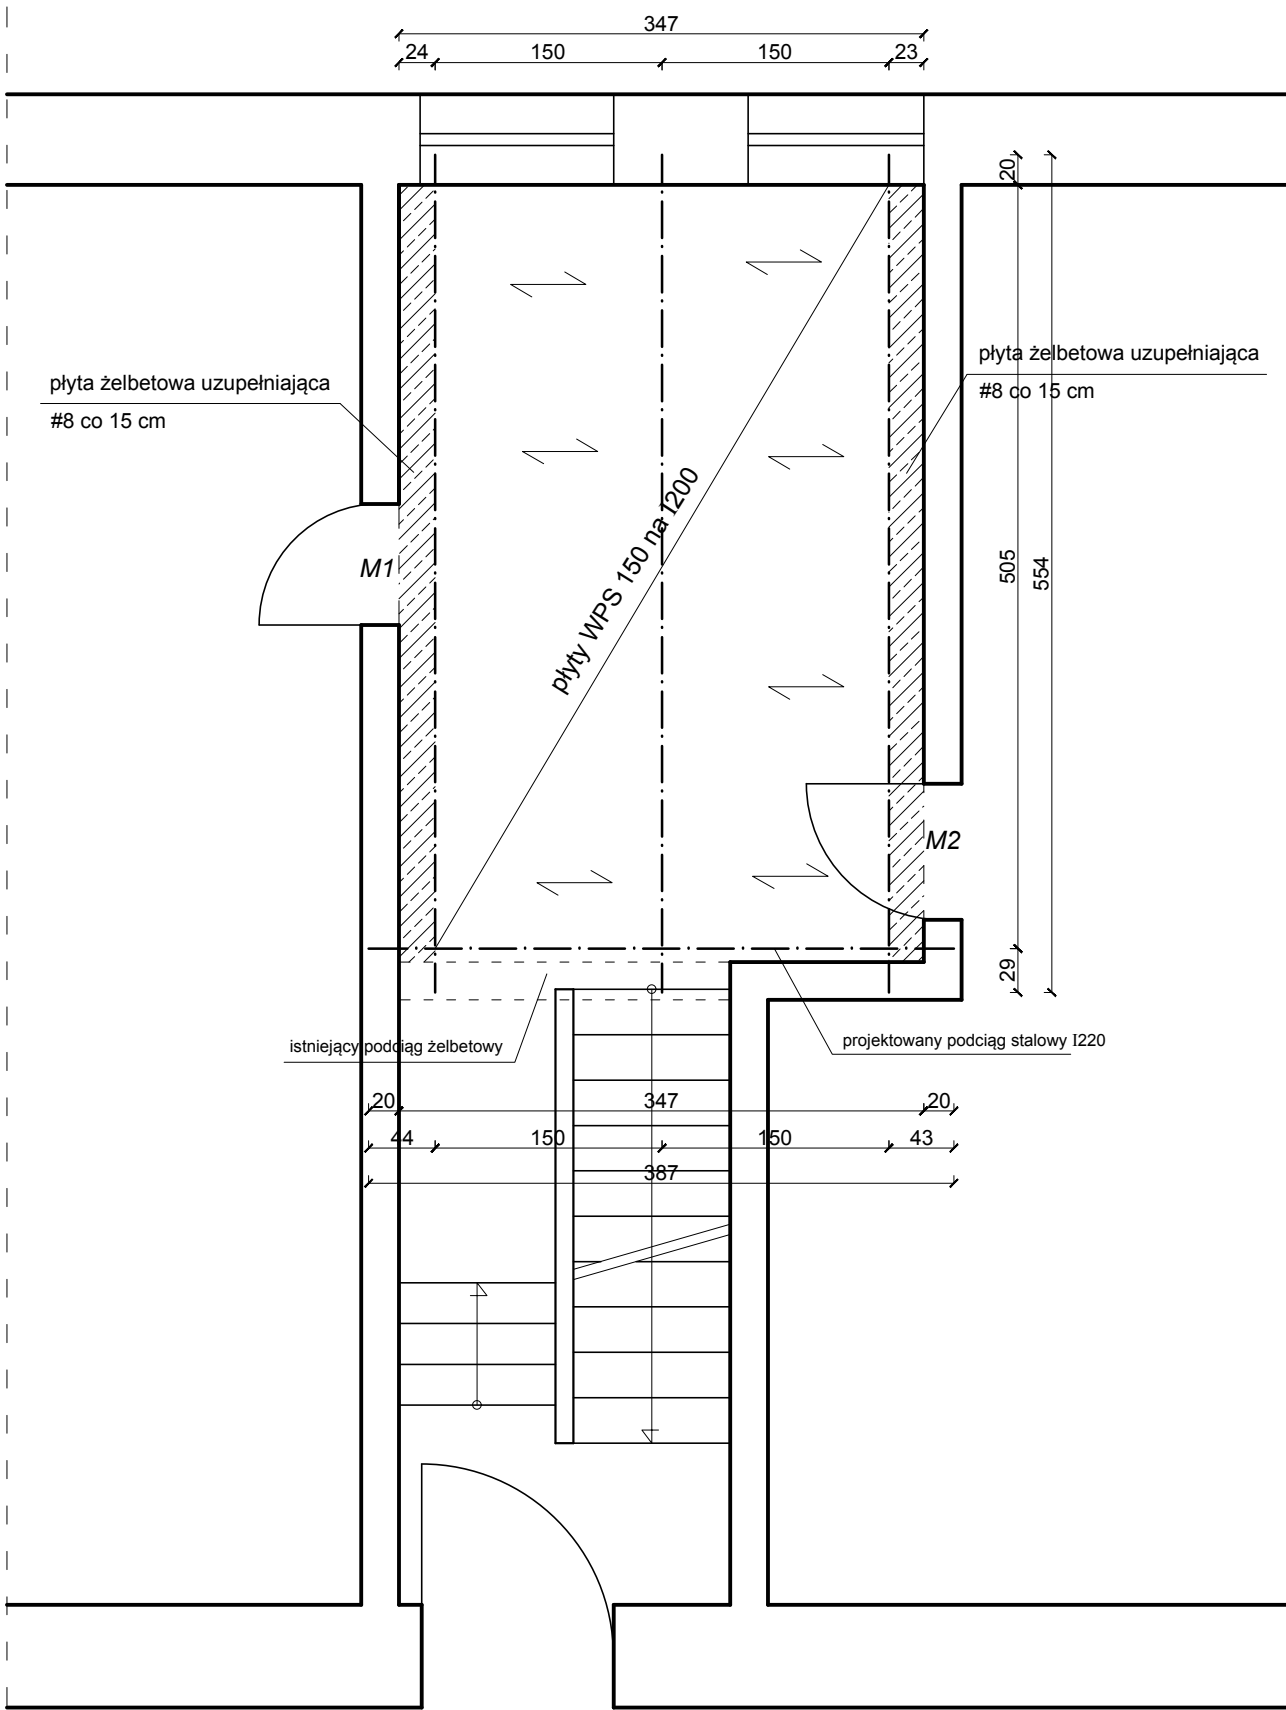 347
24
150
150
23
20
płyta żelbetowa uzupełniająca
#8 co 15 cm
płyta żelbetowa uzupełniająca
#8 co 15 cm
płyty WPS 150 na I200
M1
505
554
M2
29
istniejący podciąg żelbetowy
projektowany podciąg stalowy I220
20
347
20
44
150
150
43
387